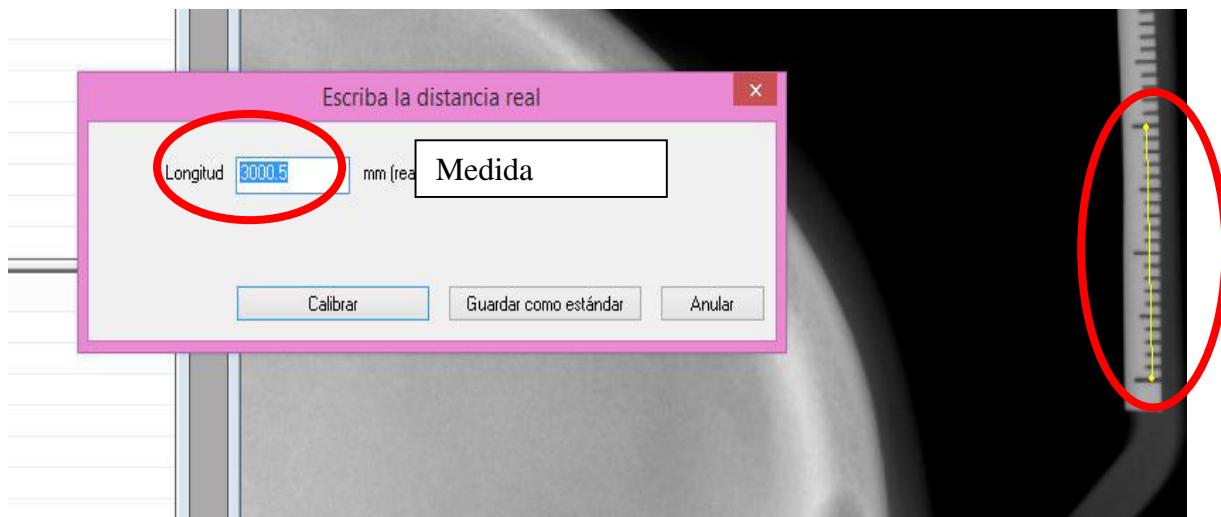 Escriba la distancia real
x
Longitud 3000.5 mm (rea
Medida
Calibrar Guardar como estándar Anular